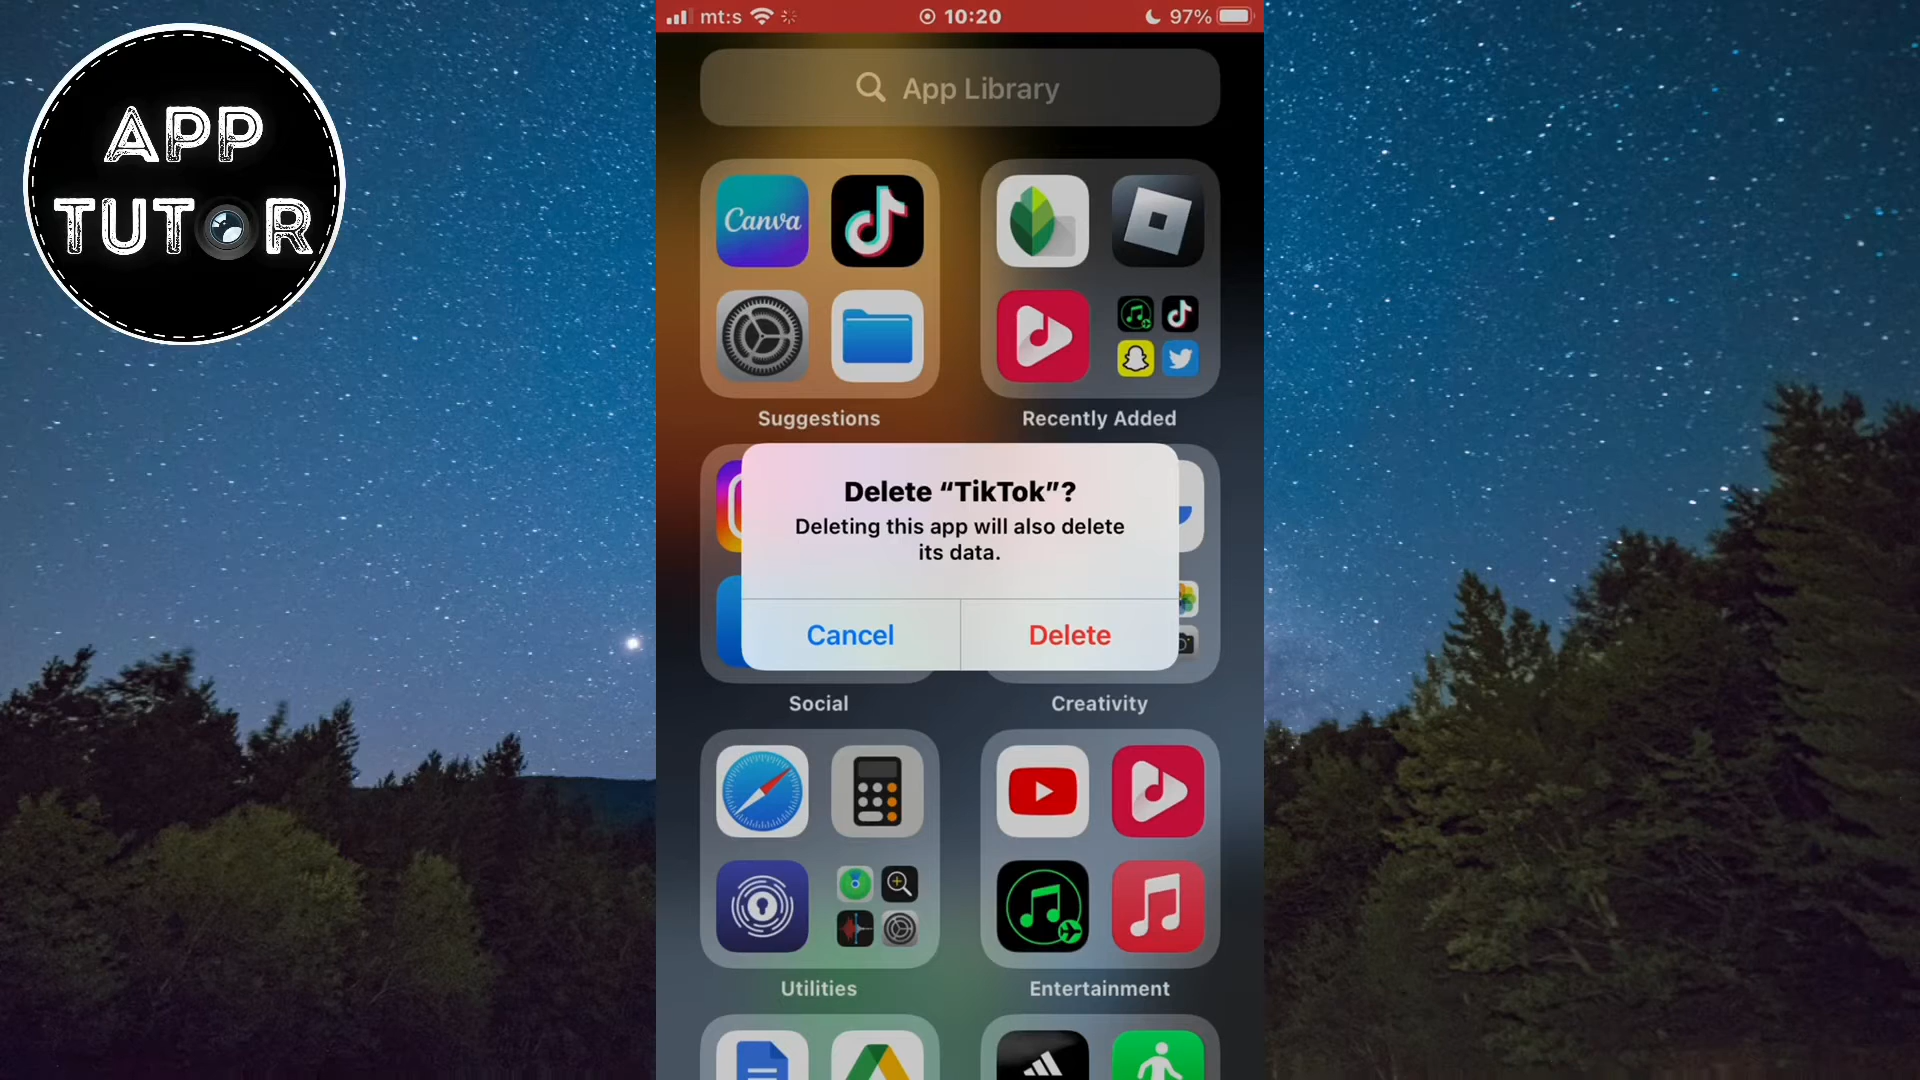 APP
TUTOR
mt:s
10:20
97%
App Library
Canva
Suggestions
Recently Added
Delete “TikTok”?
Deleting this app will also delete
its data.
Cancel
Delete
Social
Creativity
Utilities
Entertainment